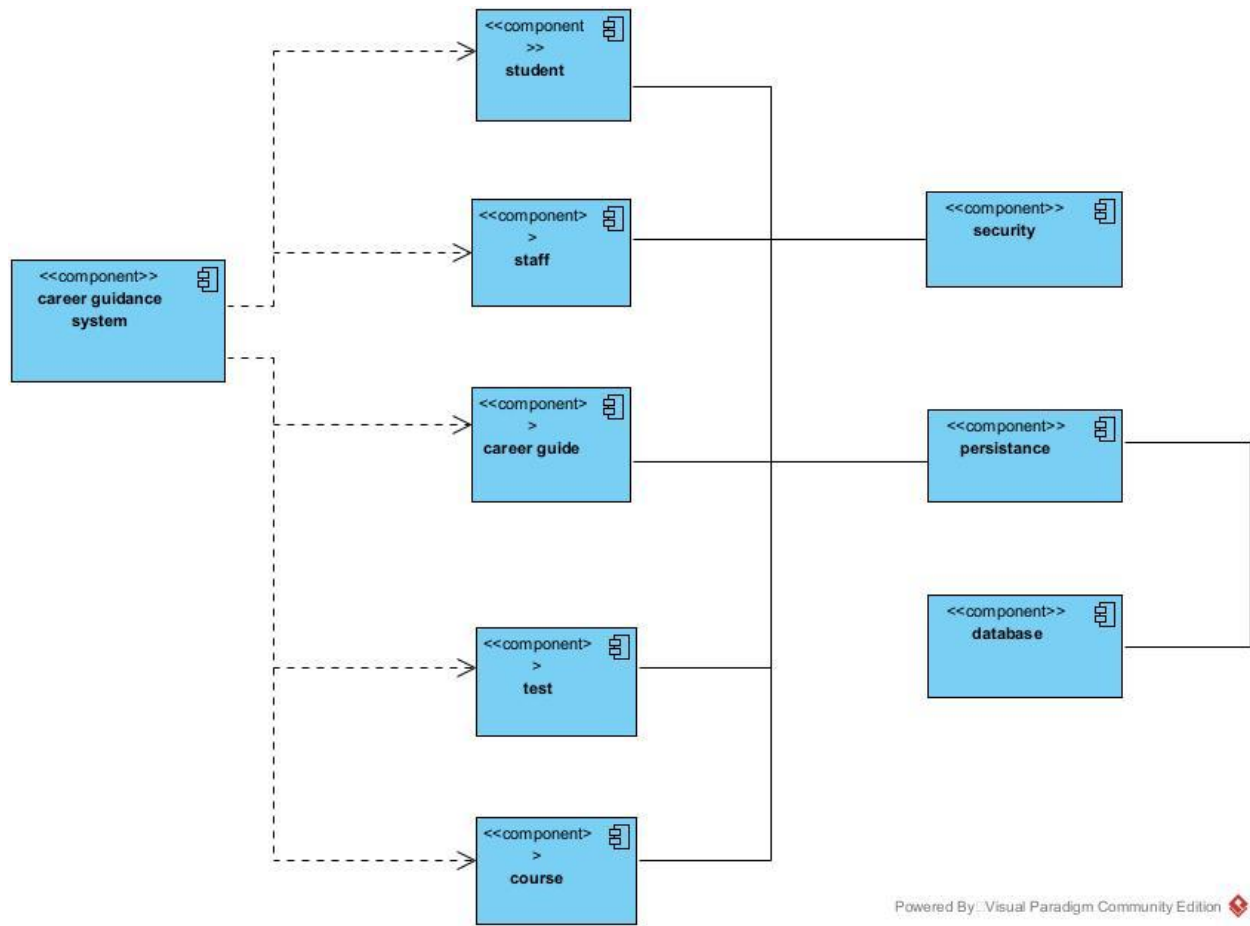 <<component
>>
student
<<component>
>
staff
<<component>>
security
<<component>>
career guidance
system
<<component>
>
career guide
<<component>>
persistance
<<component>>
database
<<component>
>
test
<<component>
>
course
Powered By Visual Paradigm Community Edition